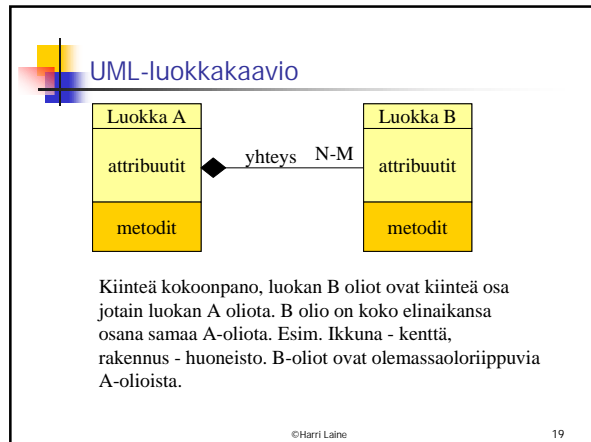 UML-luokkakaavio
Luokka A
Luokka B
attribuutit
yhteys N-M
attribuutit
metodit
metodit
Kiinteä kokoonpano, luokan B oliot ovat kiinteä osa
jotain luokan A oliota. B olio on koko elinaikansa
osana samaa A-oliota. Esim. Ikkuna - kenttä,
rakennus - huoneisto. B-oliot ovat olemassaoloriippuvia
A-olioista.
©Harri Laine
19